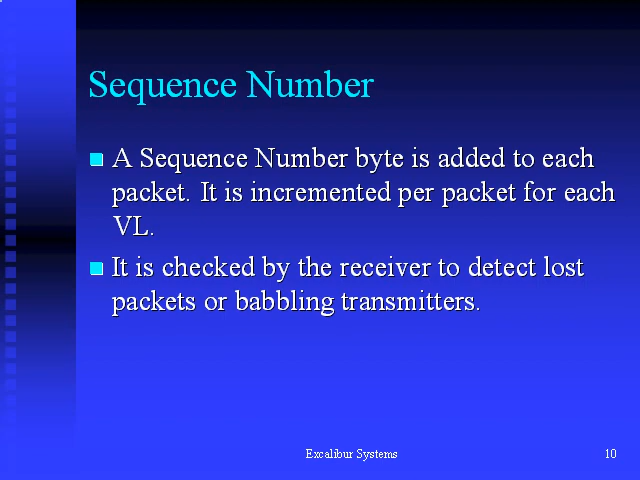 Sequence Number
A Sequence Number byte is added to each
packet. It is incremented per packet for each
VL.
It is checked by the receiver to detect lost
packets or babbling transmitters.
Excalibur Systems
10